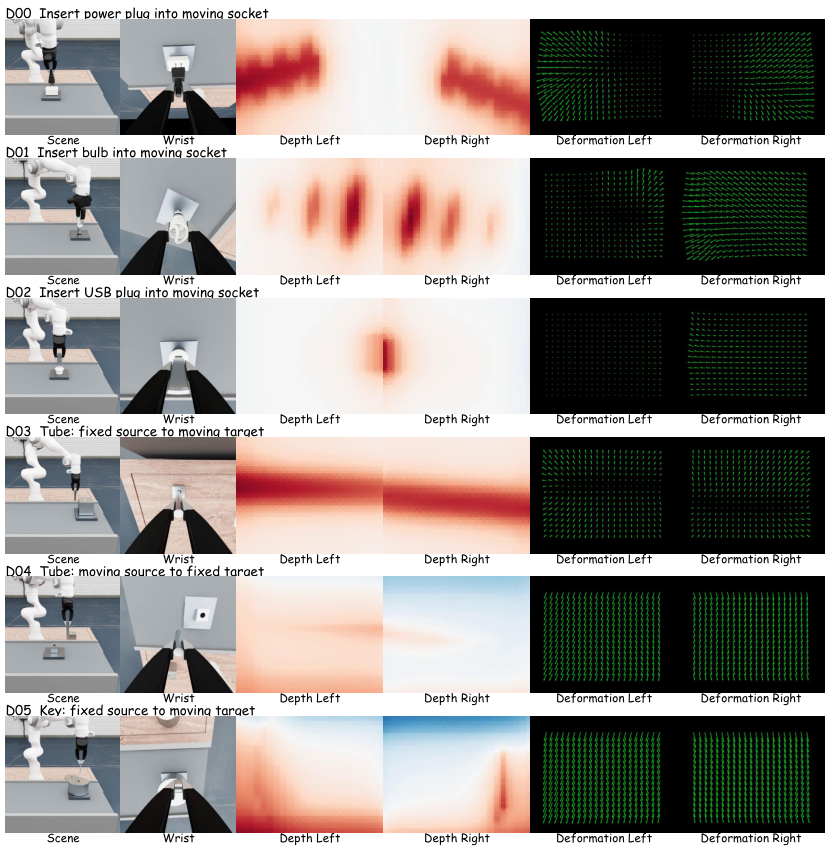 D00 Insert power plug into moving socket
Scene Wrist Depth Left Depth Right Deformation Left Deformation Right
D01 Insert bulb into moving socket
Scene Wrist Depth Left Depth Right Deformation Left Deformation Right
D02 Insert USB plug into moving socket
Scene Wrist Depth Left Depth Right Deformation Left Deformation Right
D03 Tube: fixed source to moving target
Scene Wrist Depth Left Depth Right Deformation Left Deformation Right
D04 Tube: moving source to fixed target
Scene Wrist Depth Left Depth Right Deformation Left Deformation Right
D05 Key: fixed source to moving target
Scene Wrist Depth Left Depth Right Deformation Left Deformation Right